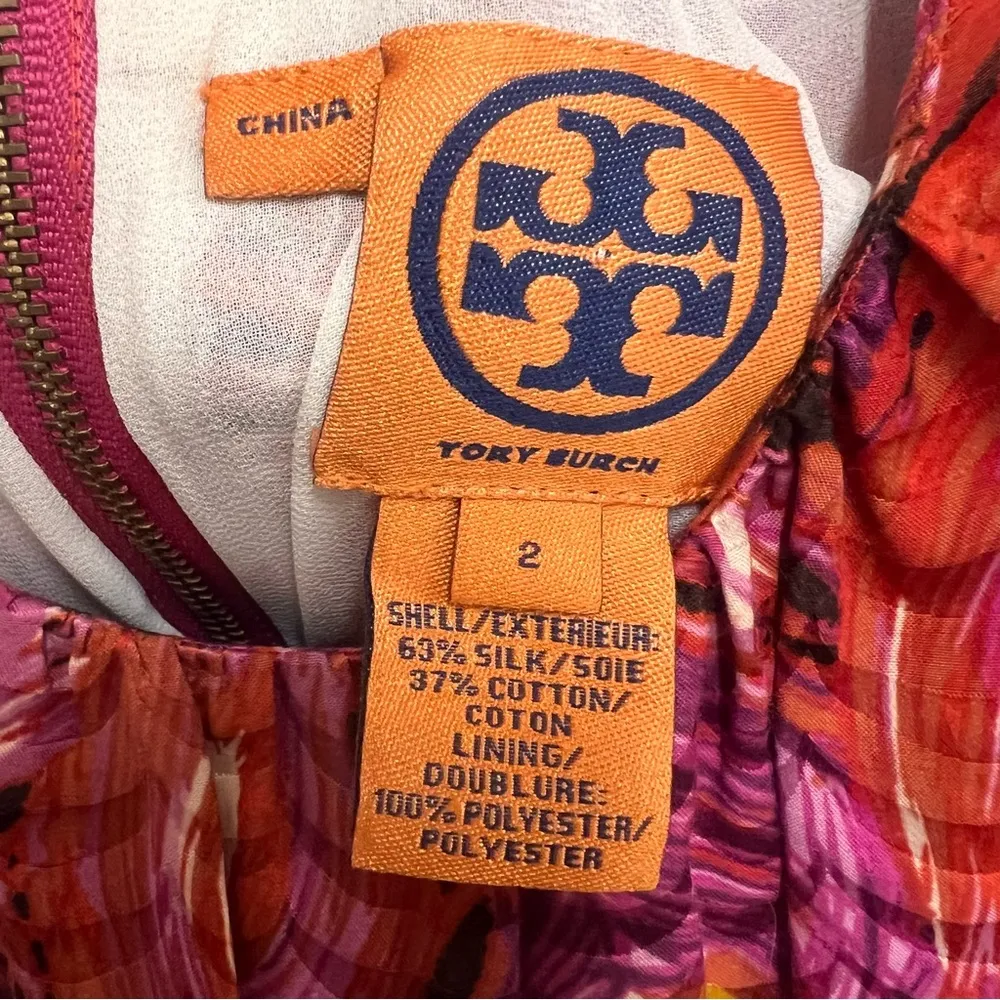 CHINA
TORY BURCH
2
SHELL/EXTERIEUR:
63% SILK/SOIE
37% COTTON/
COTON
LINING/
DOUBLURE:
100% POLYESTER/
POLYESTER